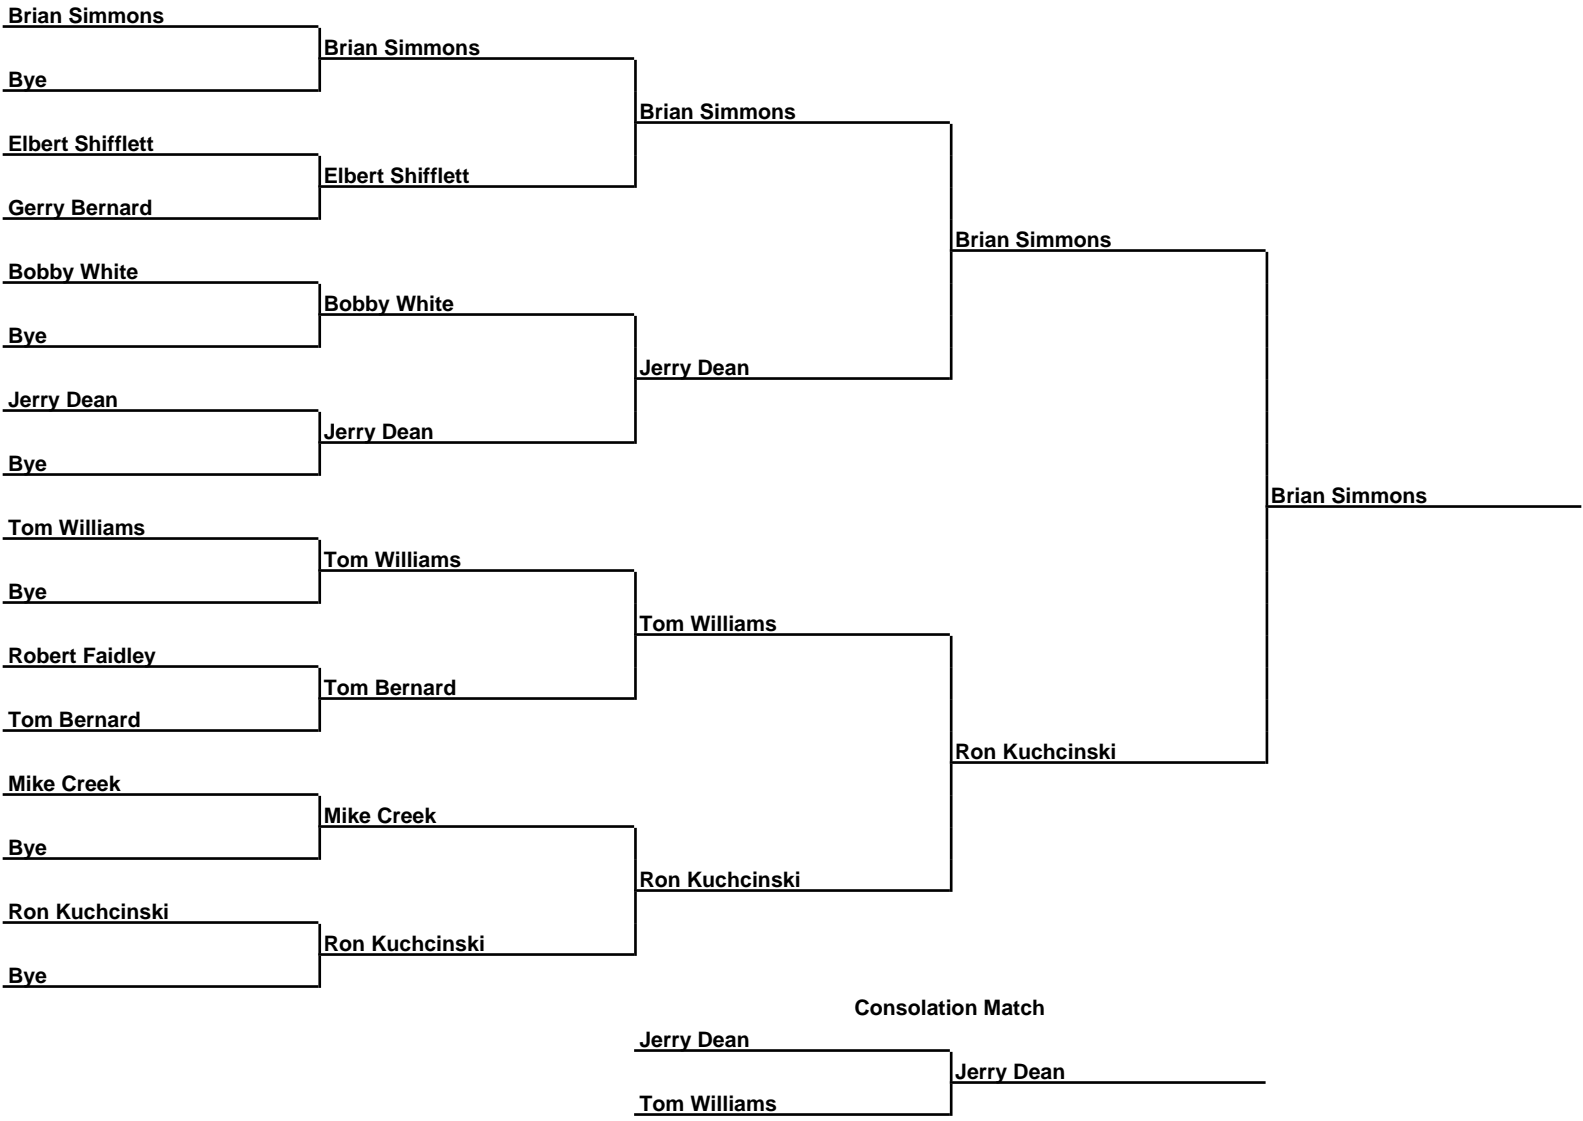 Brian Simmons
Brian Simmons
Bye
Brian Simmons
Elbert Shifflett
Elbert Shifflett
Gerry Bernard
Brian Simmons
Bobby White
Bobby White
Bye
Jerry Dean
Jerry Dean
Jerry Dean
Bye
Brian Simmons
Tom Williams
Tom Williams
Bye
Tom Williams
Robert Faidley
Tom Bernard
Tom Bernard
Ron Kuchcinski
Mike Creek
Mike Creek
Bye
Ron Kuchcinski
Ron Kuchcinski
Ron Kuchcinski
Bye
Consolation Match
Jerry Dean
Jerry Dean
Tom Williams